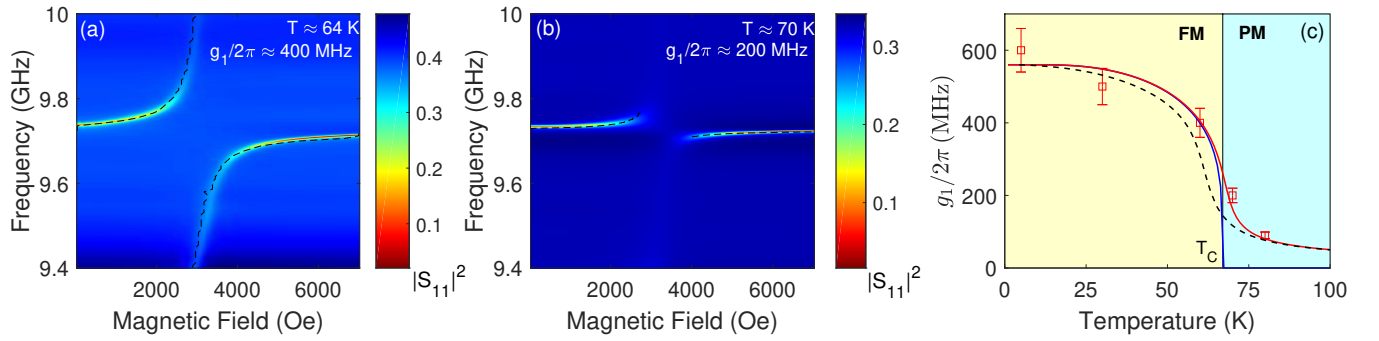 (a)
T ≈ 64 K
g₁/2π ≈ 400 MHz
Frequency (GHz)
10
9.8
9.6
9.4
2000
4000
6000
Magnetic Field (Oe)
0.4
0.3
0.2
0.1
|S₁₁|²
(b)
T ≈ 70 K
g₁/2π ≈ 200 MHz
Frequency (GHz)
10
9.8
9.6
9.4
2000
4000
6000
Magnetic Field (Oe)
0.3
0.2
0.1
|S₁₁|²
FM
PM
(c)
g₁/2π (MHz)
600
400
200
0
T_C
0
25
50
75
100
Temperature (K)